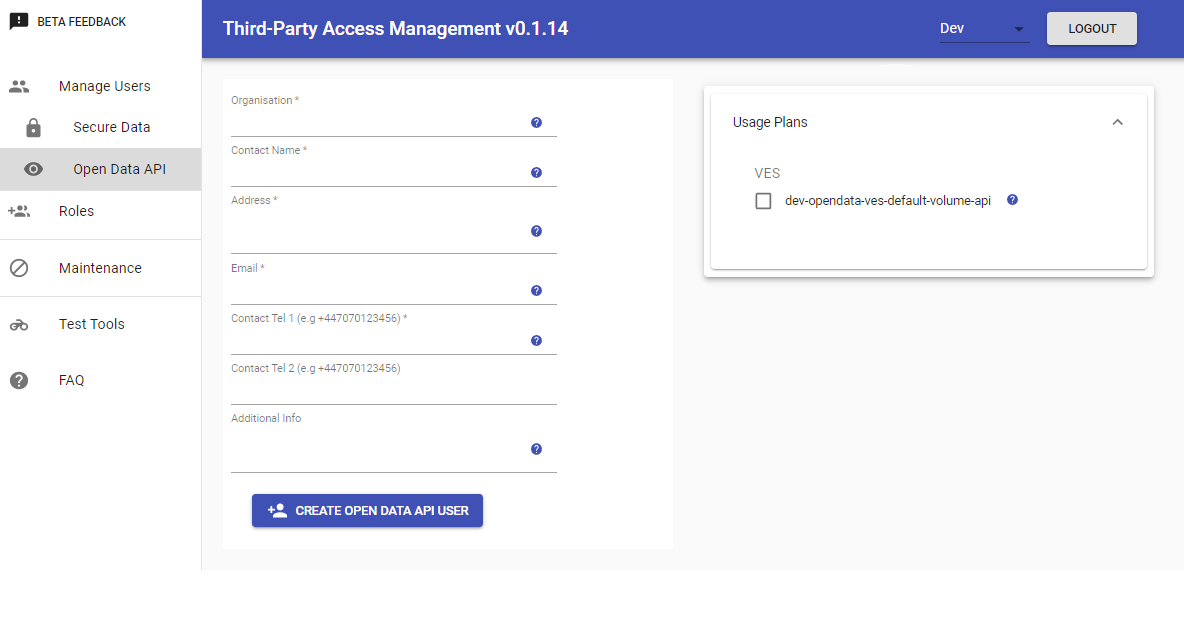 BETA FEEDBACK
Third-Party Access Management v0.1.14
Dev
LOGOUT
Manage Users
Secure Data
Open Data API
Roles
Maintenance
Test Tools
FAQ
Organisation *
Contact Name *
Address *
Email *
Contact Tel 1 (e.g +447070123456) *
Contact Tel 2 (e.g +447070123456)
Additional Info
CREATE OPEN DATA API USER
Usage Plans
VES
dev-opendata-ves-default-volume-api